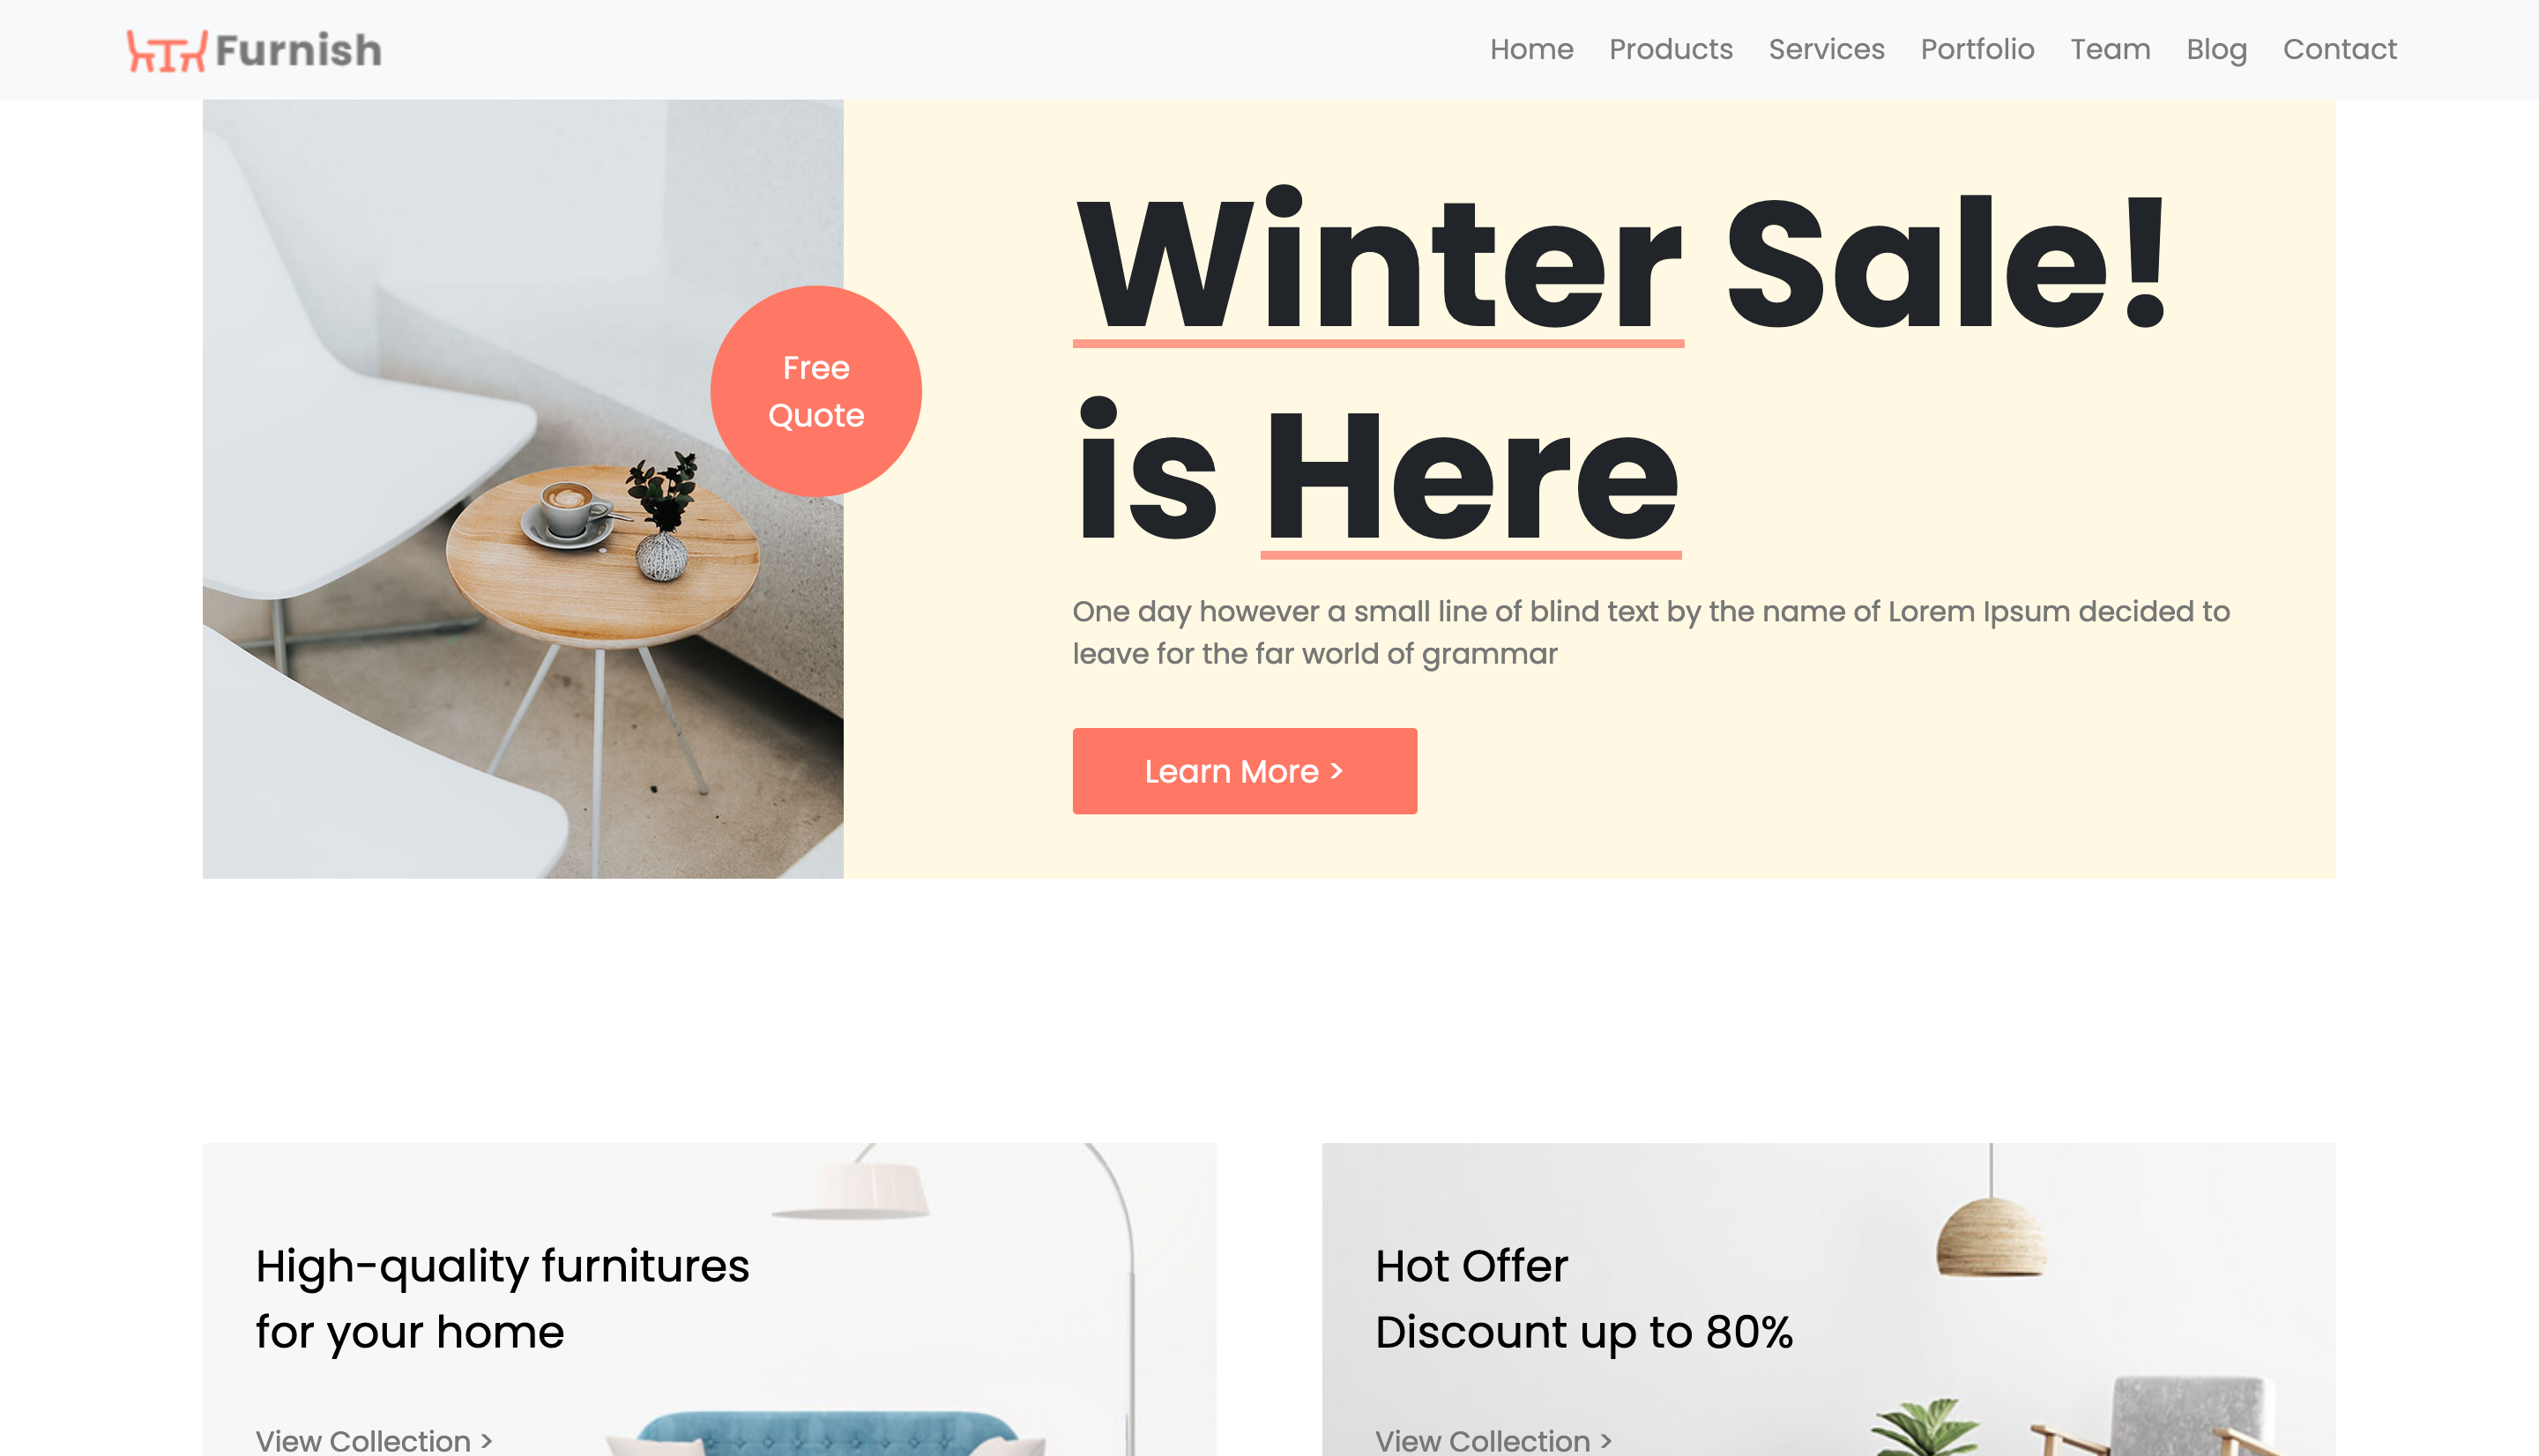 Furnish
Home Products Services Portfolio Team Blog Contact
Free
Quote
Winter Sale!
is Here
One day however a small line of blind text by the name of Lorem Ipsum decided to
leave for the far world of grammar
Learn More >
High-quality furnitures
for your home
View Collection >
Hot Offer
Discount up to 80%
View Collection >